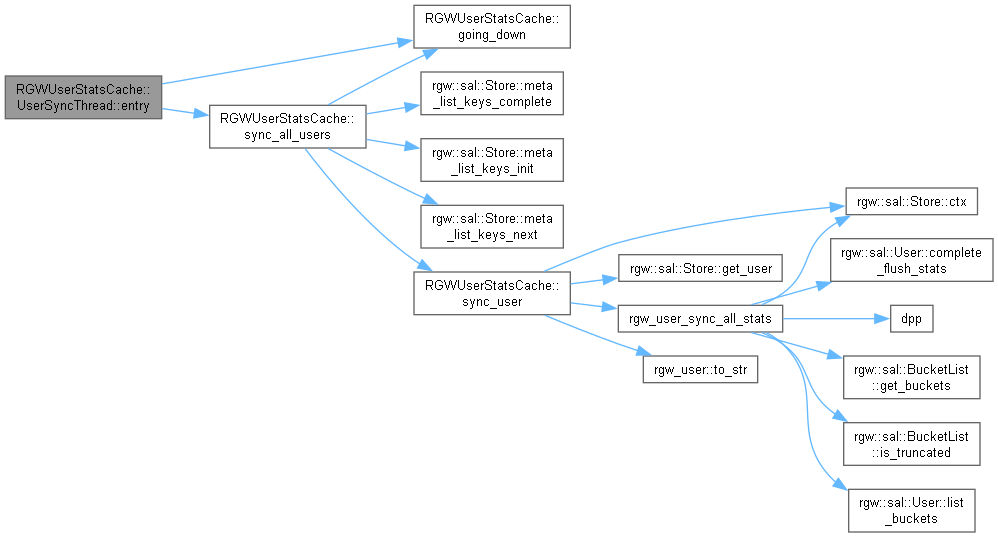 RGWUserStatsCache::
UserSyncThread::entry
RGWUserStatsCache::
going_down
RGWUserStatsCache::
sync_all_users
rgw::sal::Store::meta
_list_keys_complete
rgw::sal::Store::meta
_list_keys_init
rgw::sal::Store::meta
_list_keys_next
RGWUserStatsCache::
sync_user
rgw::sal::Store::ctx
rgw::sal::Store::get_user
rgw_user_sync_all_stats
rgw_user::to_str
rgw::sal::User::complete
_flush_stats
dpp
rgw::sal::BucketList
::get_buckets
rgw::sal::BucketList
::is_truncated
rgw::sal::User::list
_buckets